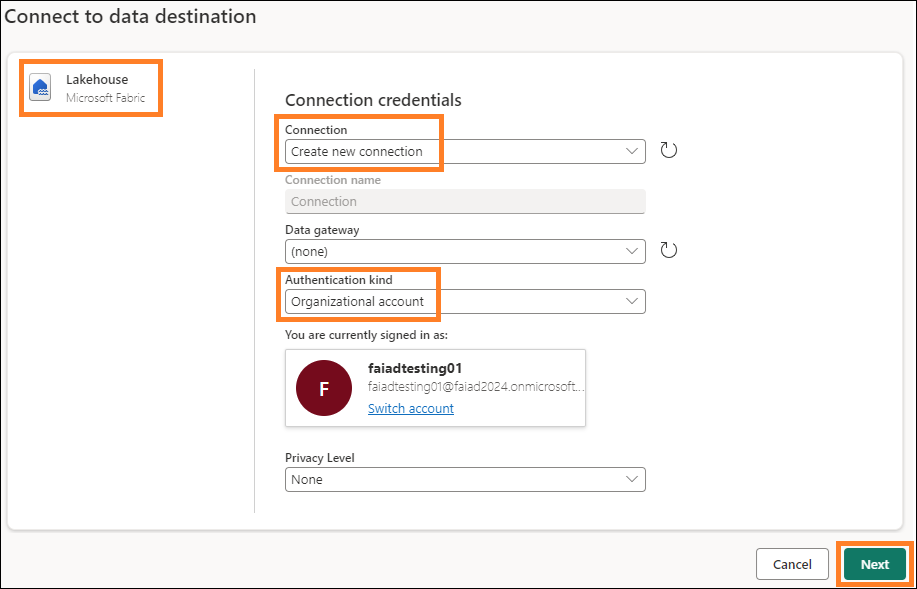 Connect to data destination
Lakehouse
Microsoft Fabric
Connection credentials
Connection
Create new connection
Connection name
Connection
Data gateway
(none)
Authentication kind
Organizational account
You are currently signed in as:
F
faiadtesting01
faiadtesting01@faiad2024.onmicrosoft...
Switch account
Privacy Level
None
Cancel
Next